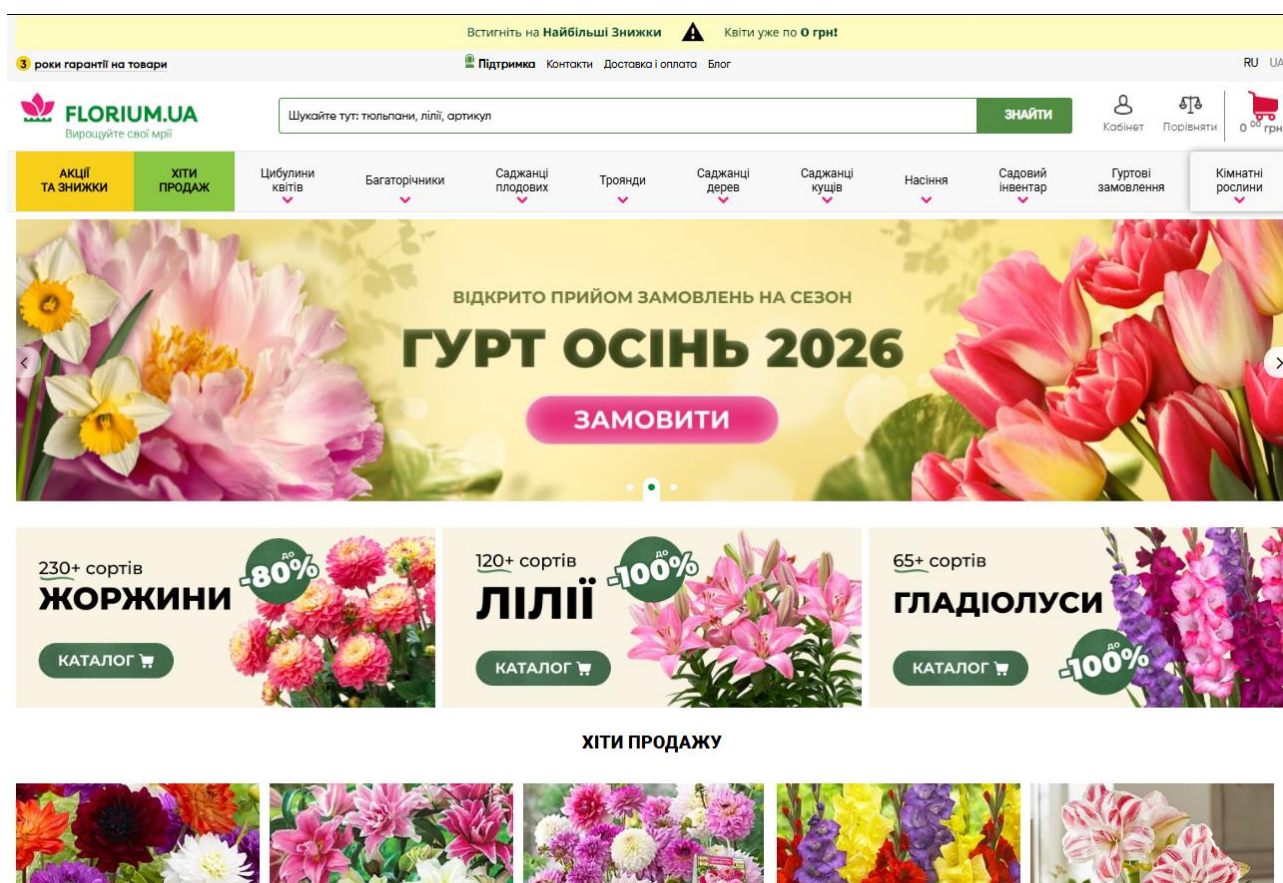 Встигніть на Найбільші Знижки Квіти уже по 0 грн!
3 роки гарантії на товари Підтримка Контакти Доставка і оплата Блог RU UA
FLORIUM.UA
Вирощуйте свої мрії
Шукайте тут: тюльпани, лілії, артикул ЗНАЙТИ
Кабінет Порівняти 0 00 грн
АКЦІЇ ТА ЗНИЖКИ
ХІТИ ПРОДАЖ
Цибулини квітів
Багаторічники
Саджанці плодових
Троянди
Саджанці дерев
Саджанці кущів
Насіння
Садовий інвентар
Гуртові замовлення
Кімнатні рослини
ВІДКРИТО ПРИЙОМ ЗАМОВЛЕНЬ НА СЕЗОН
ГУРТ ОСІНЬ 2026
ЗАМОВИТИ
230+ сортів
ЖОРЖИНИ
до
-80%
КАТАЛОГ
120+ сортів
ЛІЛІЇ
до
-100%
КАТАЛОГ
65+ сортів
ГЛАДІОЛУСИ
до
-100%
КАТАЛОГ
ХІТИ ПРОДАЖУ